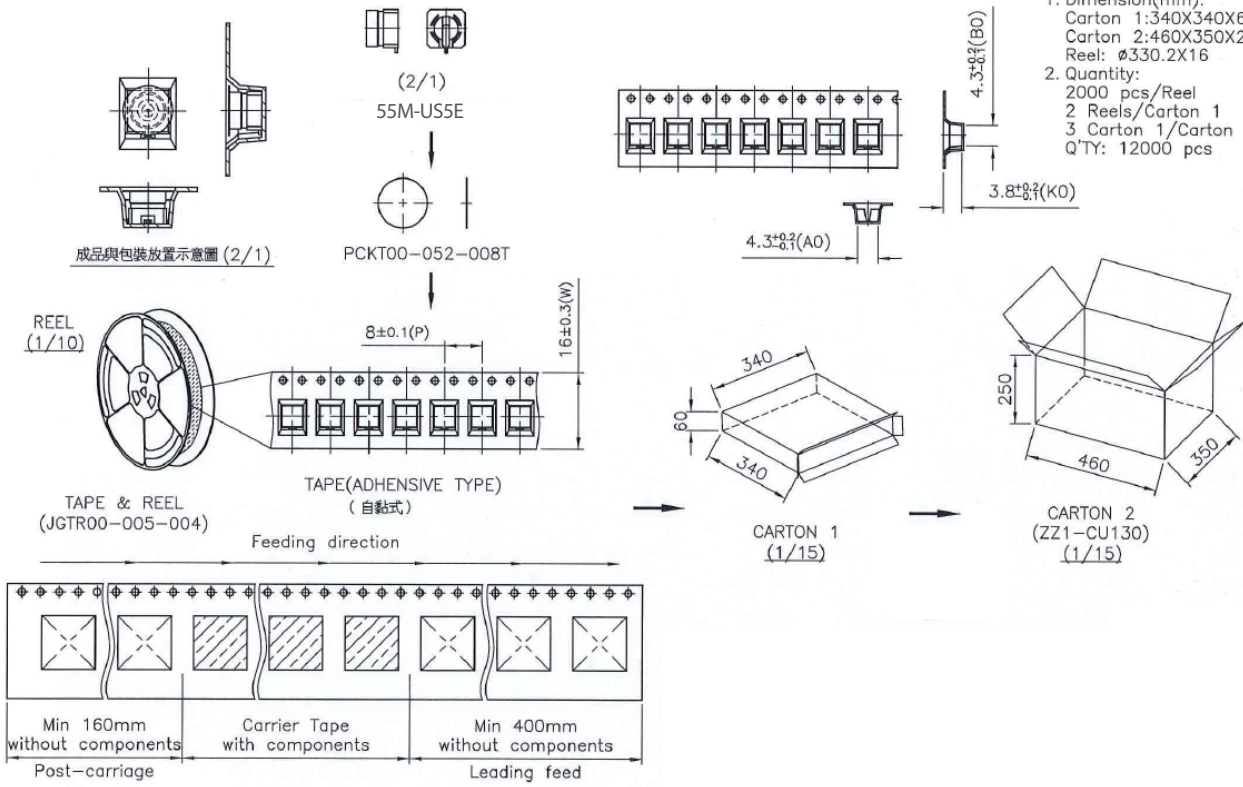 (2/1)
55M-US5E
PCKT00-052-008T
成品與包裝放置示意圖 (2/1)
4.3+0.2-0.1(B0)
3.8+0.2-0.1(K0)
4.3+0.2-0.1(A0)
1. Dimension(mm):
Carton 1:340X340X6
Carton 2:460X350X2
Reel: ø330.2X16
2. Quantity:
2000 pcs/Reel
2 Reels/Carton 1
3 Carton 1/Carton
Q'TY: 12000 pcs
REEL
(1/10)
8±0.1(P)
16±0.3(W)
TAPE & REEL
(JGTR00-005-004)
TAPE(ADHENSIVE TYPE)
( 自黏式 )
340
60
340
CARTON 1
(1/15)
250
460
350
CARTON 2
(ZZ1-CU130)
(1/15)
Feeding direction
Min 160mm
without components
Post-carriage
Carrier Tape
with components
Min 400mm
without components
Leading feed